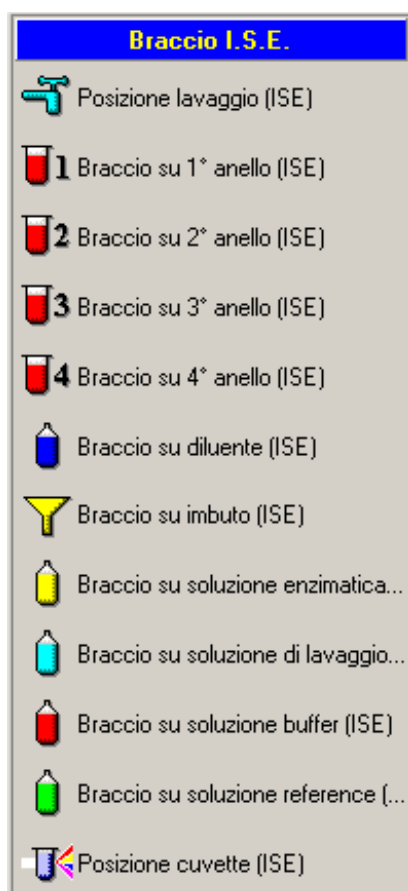 Braccio I.S.E.
Posizione lavaggio (ISE)
1 Braccio su 1° anello (ISE)
2 Braccio su 2° anello (ISE)
3 Braccio su 3° anello (ISE)
4 Braccio su 4° anello (ISE)
Braccio su diluente (ISE)
Braccio su imbuto (ISE)
Braccio su soluzione enzimatica...
Braccio su soluzione di lavaggio...
Braccio su soluzione buffer (ISE)
Braccio su soluzione reference (...
Posizione cuvette (ISE)